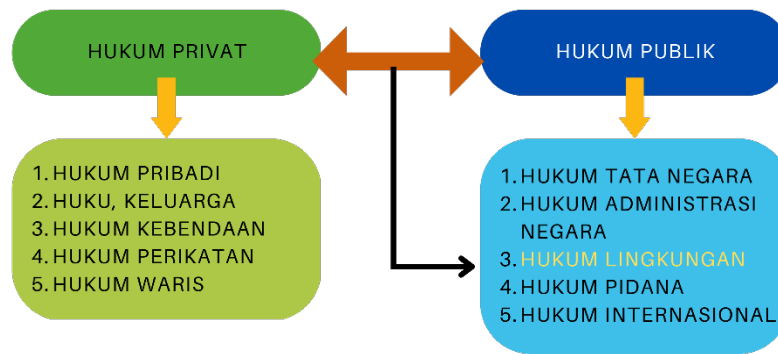 HUKUM PRIVAT
HUKUM PUBLIK
1. HUKUM PRIBADI
2. HUKU, KELUARGA
3. HUKUM KEBENDAAN
4. HUKUM PERIKATAN
5. HUKUM WARIS
1. HUKUM TATA NEGARA
2. HUKUM ADMINISTRASI
NEGARA
3. HUKUM LINGKUNGAN
4. HUKUM PIDANA
5. HUKUM INTERNASIONAL